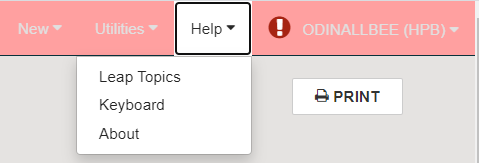 New Utilities Help ODINALLBEE (HPB)
Leap Topics
PRINT
Keyboard
About